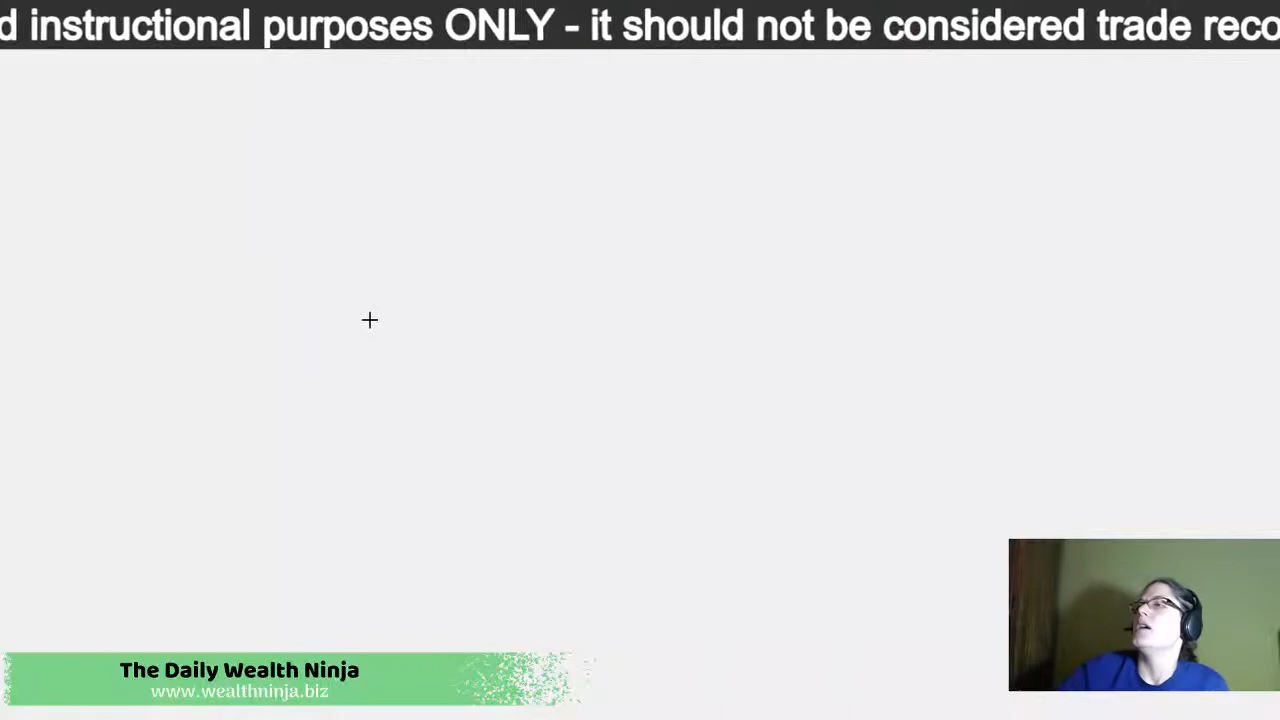 d instructional purposes ONLY - it should not be considered trade reco
The Daily Wealth Ninja
www.wealthninja.biz